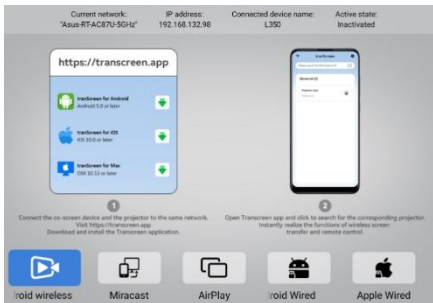 Current network:
"Asus-RT-AC87U-5GHz"
IP address:
192.168.132.98
Connected device name:
L350
Active state:
Inactivated
https://transcreen.app
tranScreen for Android
Android 5.0 or later
tranScreen for iOS
iOS 10.0 or later
tranScreen for Mac
OSX 10.15 or later
tranScreen
1
Connect the co-screen device and the projector to the same network.
Visit https://transcreen.app
Download and install the Transcreen application.
2
Open Transcreen app and click to search for the corresponding projector.
Instantly realize the functions of wireless screen
transfer and remote control.
roid wireless
Miracast
AirPlay
roid Wired
Apple Wired